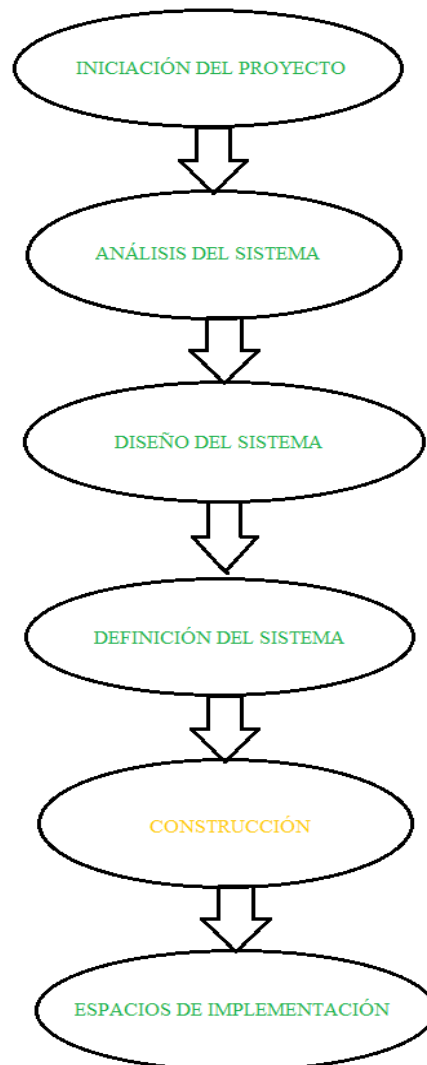 INICIACIÓN DEL PROYECTO
ANÁLISIS DEL SISTEMA
DISEÑO DEL SISTEMA
DEFINICIÓN DEL SISTEMA
CONSTRUCCIÓN
ESPACIOS DE IMPLEMENTACIÓN